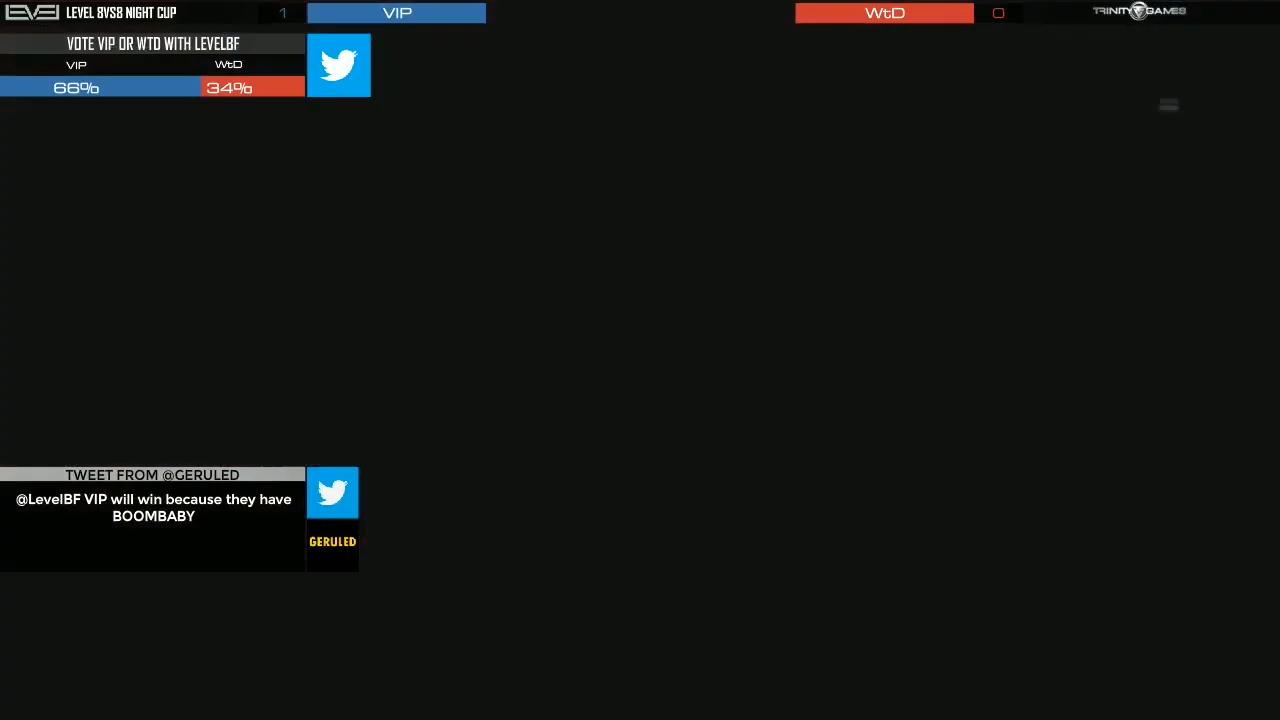 LEVEL LEVEL 8VS8 NIGHT CUP 1 VIP WtD 0 TRINITY GAMES
VOTE VIP OR WTD WITH LEVELBF
VIP WtD
66% 34%
TWEET FROM @GERULED
@LevelBF VIP will win because they have
BOOMBABY
GERULED